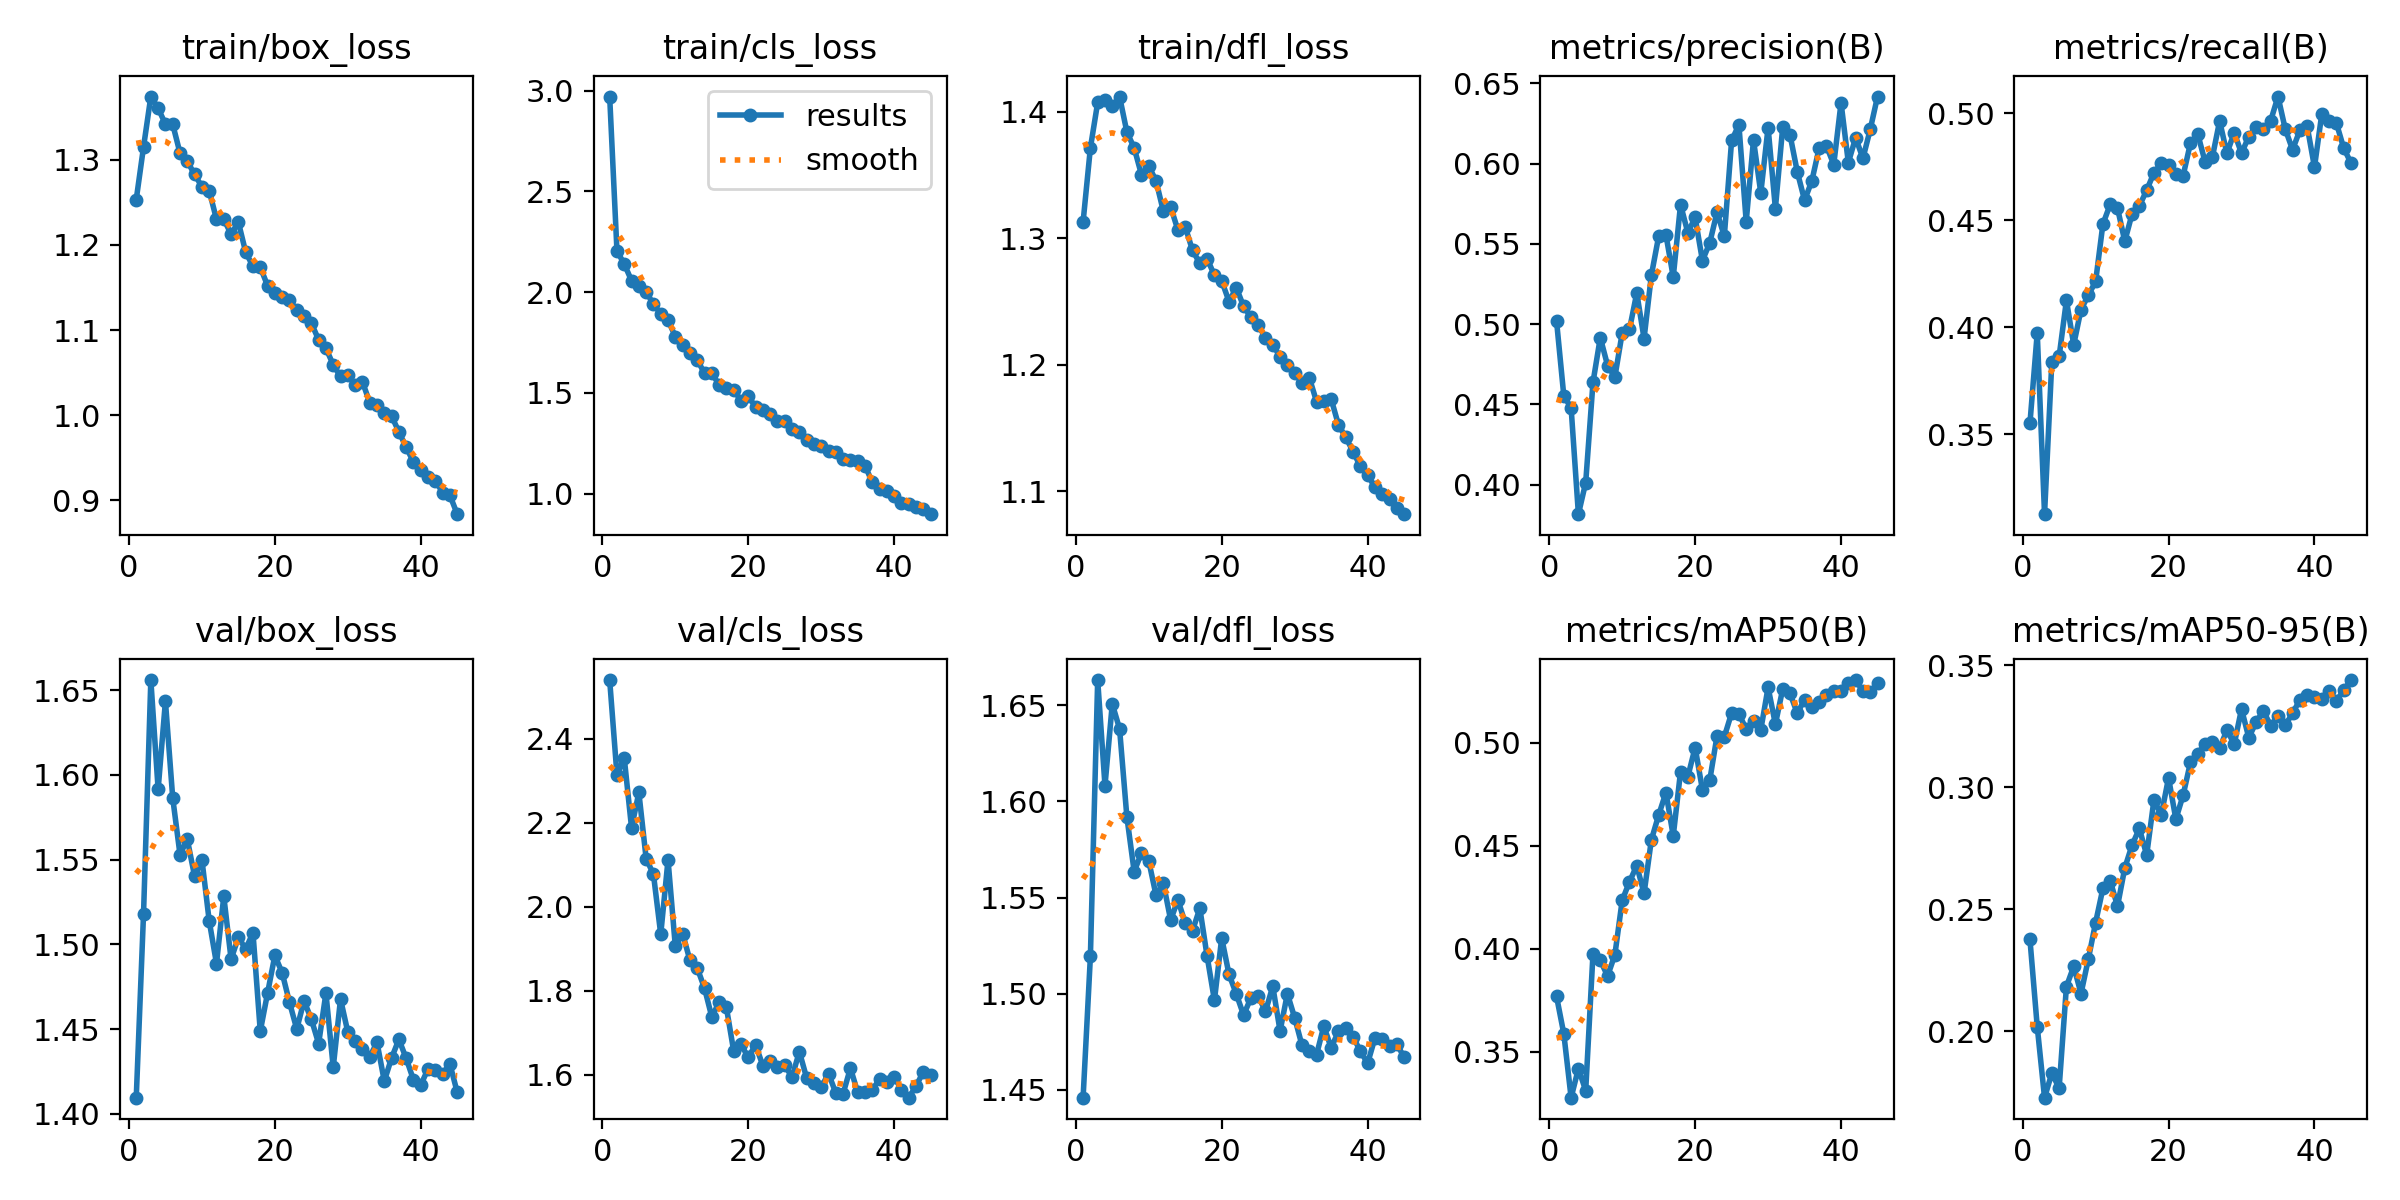 train/box_loss
train/cls_loss
train/dfl_loss
metrics/precision(B)
metrics/recall(B)
1.3
1.2
1.1
1.0
0.9
0 20 40
3.0
2.5
2.0
1.5
1.0
0 20 40
results
smooth
1.4
1.3
1.2
1.1
0 20 40
0.65
0.60
0.55
0.50
0.45
0.40
0 20 40
0.50
0.45
0.40
0.35
0 20 40
val/box_loss
val/cls_loss
val/dfl_loss
metrics/mAP50(B)
metrics/mAP50-95(B)
1.65
1.60
1.55
1.50
1.45
1.40
0 20 40
2.4
2.2
2.0
1.8
1.6
0 20 40
1.65
1.60
1.55
1.50
1.45
0 20 40
0.50
0.45
0.40
0.35
0 20 40
0.35
0.30
0.25
0.20
0 20 40